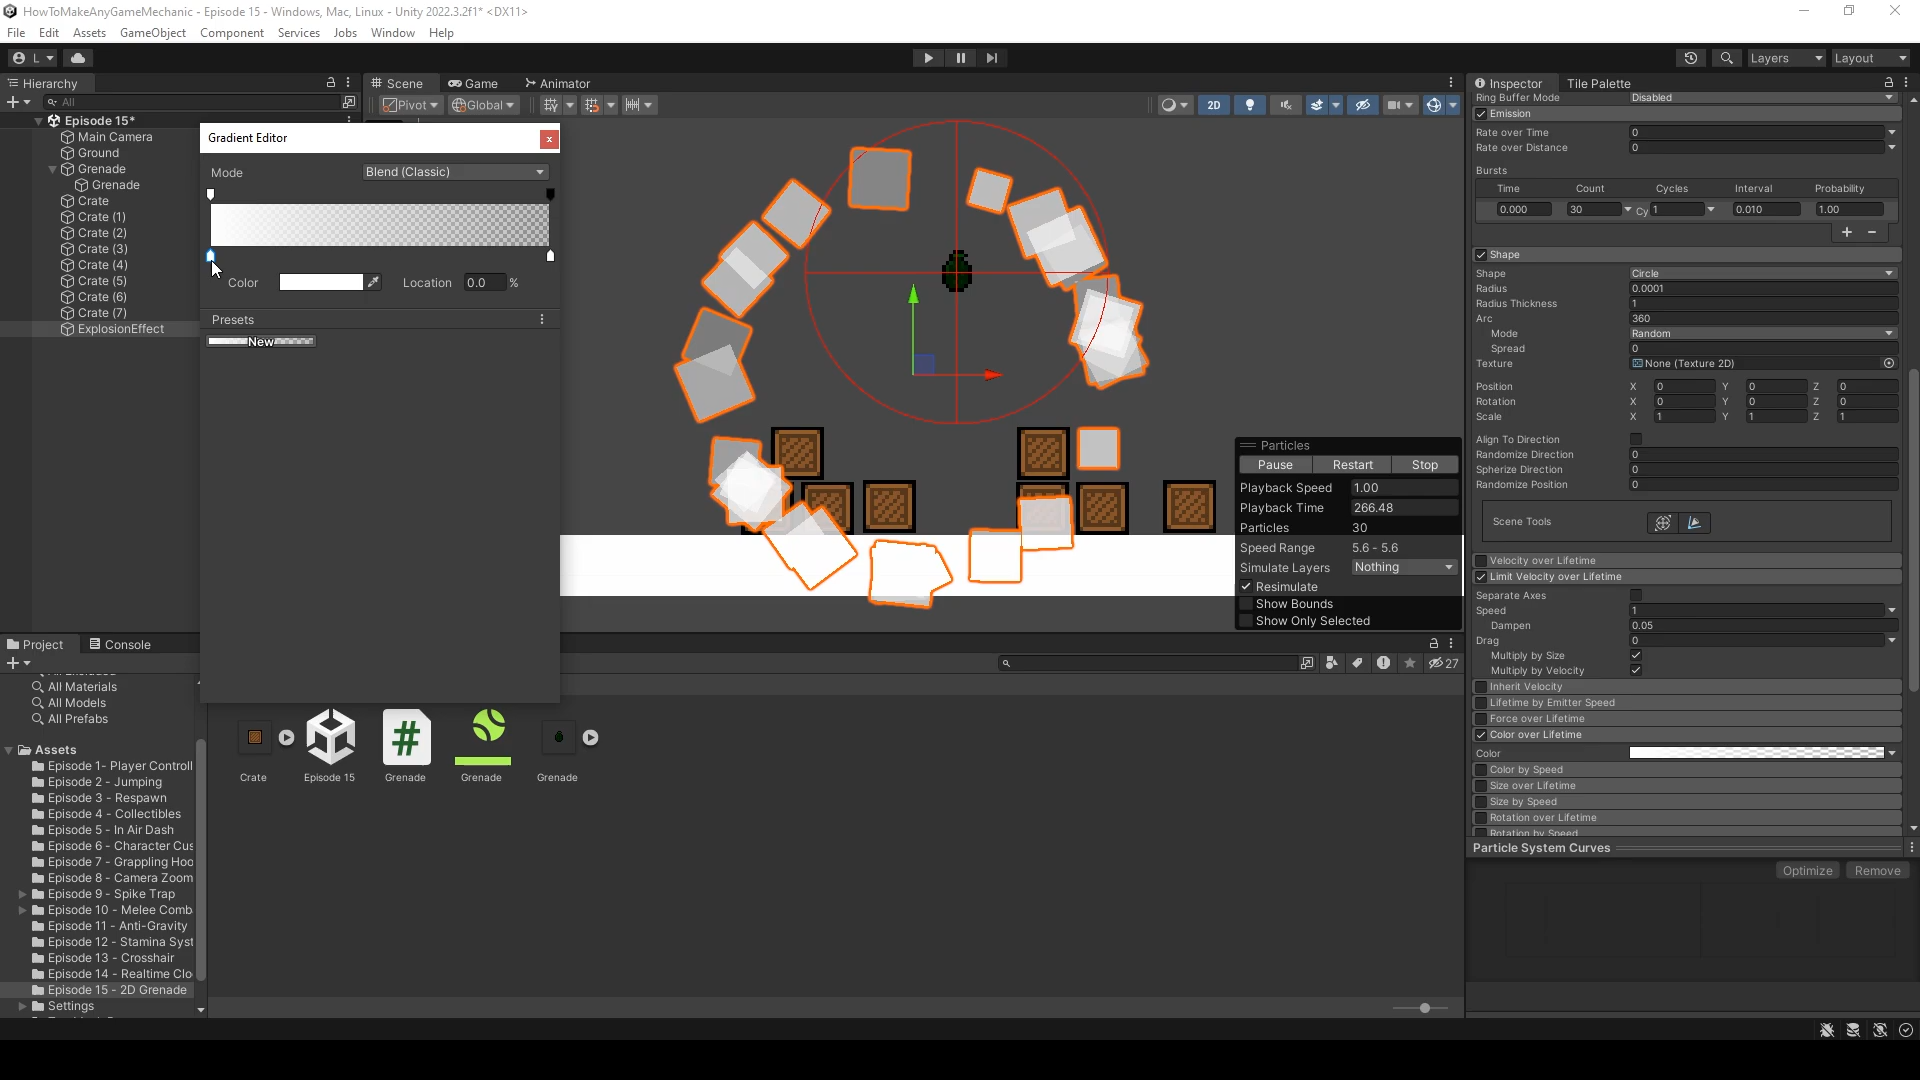 HowToMakeAnyGameMechanic - Episode 15 - Windows, Mac, Linux - Unity 2022.3.2f1* <DX11>
File Edit Assets GameObject Component Services Jobs Window Help
L
Layers
Layout
Hierarchy
All
Episode 15*
Main Camera
Ground
Grenade
Grenade
Crate
Crate (1)
Crate (2)
Crate (3)
Crate (4)
Crate (5)
Crate (6)
Crate (7)
ExplosionEffect
Gradient Editor
Mode Blend (Classic)
Color Location 0.0 %
Presets
New
Scene Game Animator
Pivot Global 2D
Particles
Pause Restart Stop
Playback Speed 1.00
Playback Time 266.48
Particles 30
Speed Range 5.6 - 5.6
Simulate Layers Nothing
Resimulate
Show Bounds
Show Only Selected
Inspector Tile Palette
Ring Buffer Mode Disabled
Emission
Rate over Time 0
Rate over Distance 0
Bursts
Time Count Cycles Interval Probability
0.000 30 Cy 1 0.010 1.00
Shape
Shape Circle
Radius 0.0001
Radius Thickness 1
Arc 360
Mode Random
Spread 0
Texture None (Texture 2D)
Position X 0 Y 0 Z 0
Rotation X 0 Y 0 Z 0
Scale X 1 Y 1 Z 1
Align To Direction
Randomize Direction 0
Spherize Direction 0
Randomize Position 0
Scene Tools
Velocity over Lifetime
Limit Velocity over Lifetime
Separate Axes
Speed 1
Dampen 0.05
Drag 0
Multiply by Size
Multiply by Velocity
Inherit Velocity
Lifetime by Emitter Speed
Force over Lifetime
Color over Lifetime
Color
Color by Speed
Size over Lifetime
Size by Speed
Rotation over Lifetime
Rotation by Speed
Particle System Curves
Optimize Remove
Project Console
27
All Materials
All Models
All Prefabs
Assets
Episode 1- Player Controll
Episode 2 - Jumping
Episode 3 - Respawn
Episode 4 - Collectibles
Episode 5 - In Air Dash
Episode 6 - Character Cus
Episode 7 - Grappling Hoo
Episode 8 - Camera Zoom
Episode 9 - Spike Trap
Episode 10 - Melee Comb
Episode 11 - Anti-Gravity
Episode 12 - Stamina Syst
Episode 13 - Crosshair
Episode 14 - Realtime Clo
Episode 15 - 2D Grenade
Settings
Crate Episode 15 Grenade Grenade Grenade